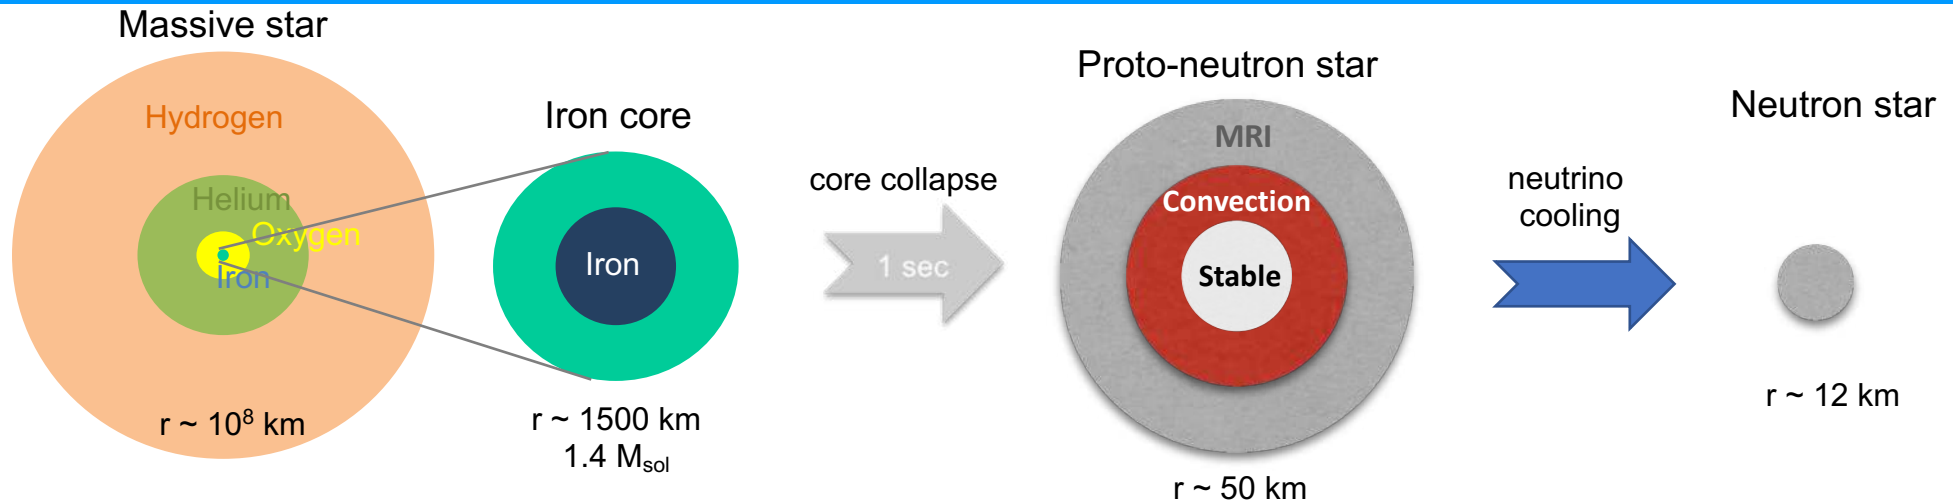 Massive star
Hydrogen
Helium
Oxygen
Iron
r ~ 10⁸ km
Iron core
Iron
r ~ 1500 km
1.4 Mₛₒₗ
core collapse
1 sec
Proto-neutron star
MRI
Convection
Stable
r ~ 50 km
neutrino
cooling
Neutron star
r ~ 12 km